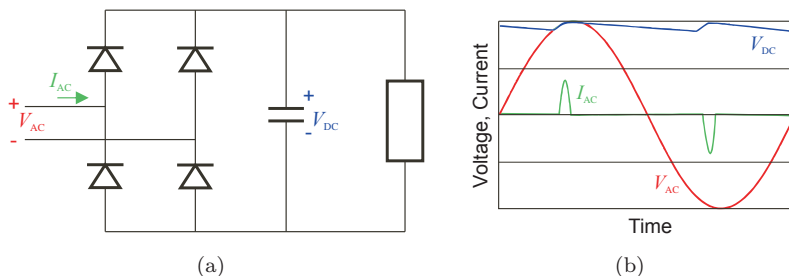 I_AC
+
V_AC
-
+
V_DC
-
(a)
Voltage, Current
V_DC
I_AC
V_AC
Time
(b)